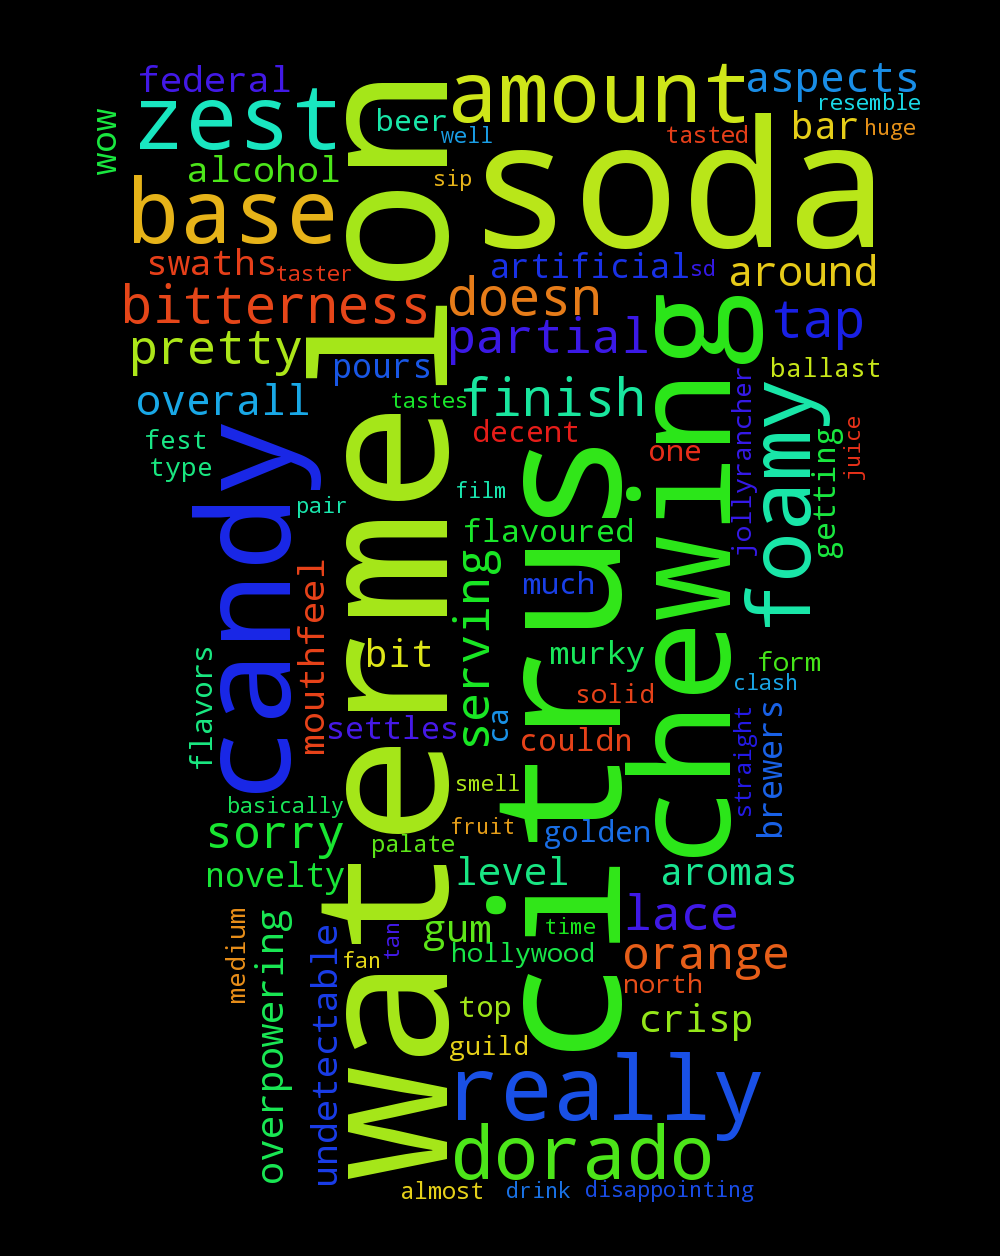 federal
amount
aspects
zest
resemble
wow
beer
well
tasted
bar
huge
alcohol
sip
soda
base
watermelon
swaths
taster
artificial
sd
around
bitterness
doesn
pretty
partial
tap
pours
ballast
overall
tastes
finish
chewing
foamy
jollyrancher
getting
juice
fest
decent
one
type
candy
pair
film
citrus
flavoured
mouthfeel
serving
much
flavors
bit
murky
form
solid
clash
settles
ca
couldn
straight
brewers
smell
basically
sorry
palate
fruit
golden
novelty
level
aromas
medium
overpowering
undetectable
tan
gum
time
lace
fan
hollywood
orange
north
top
crisp
guild
really
dorado
almost
drink
disappointing